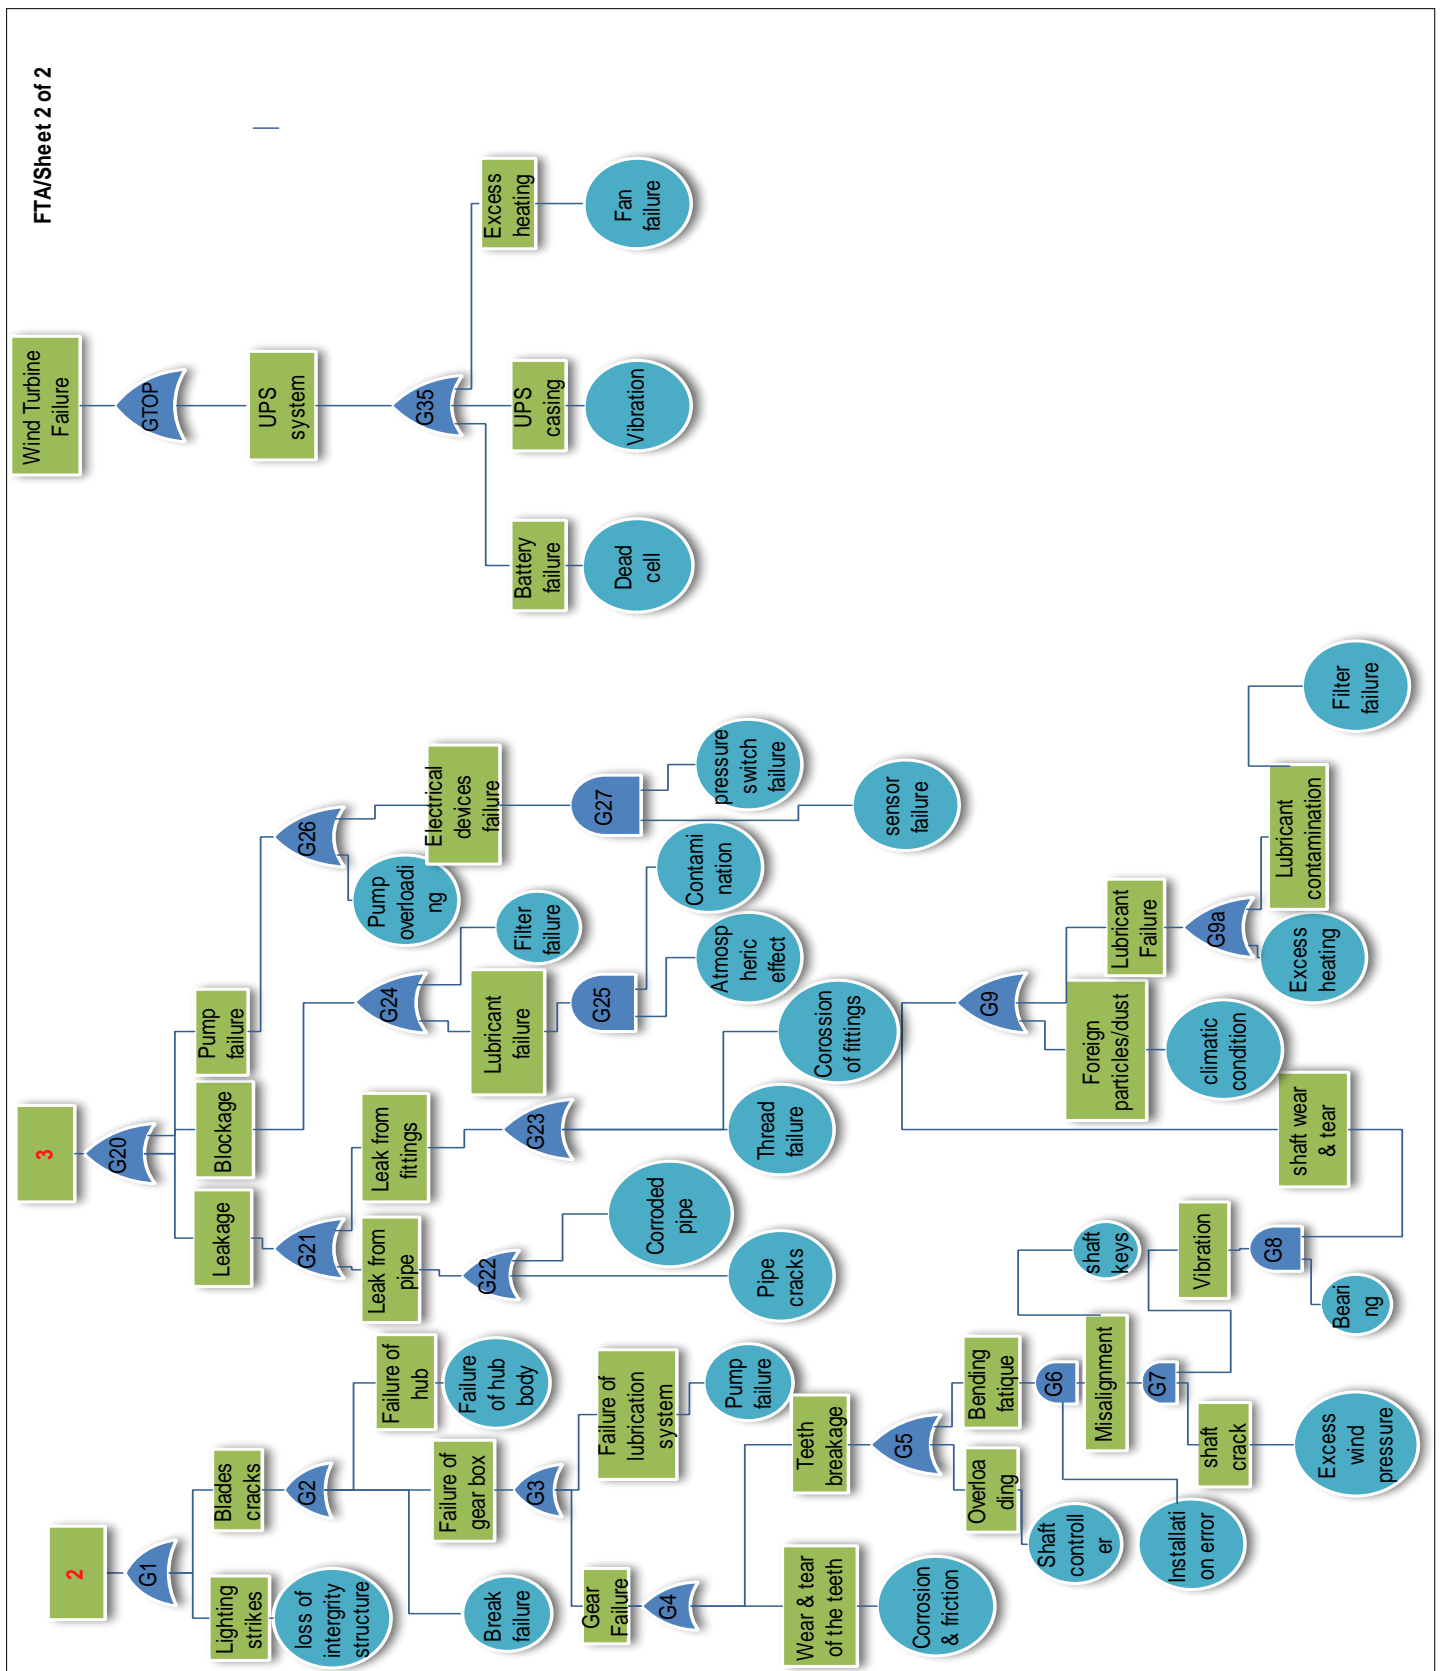 FTA/Sheet 2 of 2
Wind Turbine
Failure
GTOP
UPS
system
G35
Battery
failure
UPS
casing
Excess
heating
Dead
cell
Vibration
Fan
failure
3
G20
Leakage
Blockage
Pump
failure
G21
G24
G26
Leak from
pipe
Leak from
fittings
Pump
overloadi
ng
Electrical
devices
failure
G22
G23
Lubricant
failure
Filter
failure
G25
G27
Corroded
pipe
Pipe
cracks
Thread
failure
Corossion
of fittings
Atmosp
heric
effect
Contami
nation
pressure
switch
failure
sensor
failure
2
G1
Lighting
strikes
Blades
cracks
loss of
intergrity
structure
G2
Break
failure
Failure of
gear box
Failure of
hub
Failure
of hub
body
G3
Gear
Failure
Failure of
lubrication
system
Pump
failure
G4
Wear & tear
of the teeth
Teeth
breakage
Corrosion
& friction
G5
Overloa
ding
Bending
fatique
Shaft
controll
er
G6
Installati
on error
Misalignment
shaft
keys
G7
shaft
crack
Vibration
Excess
wind
pressure
G8
Beari
ng
shaft wear
& tear
G9
Foreign
particles/dust
Lubricant
Failure
climatic
condition
G9a
Excess
heating
Lubricant
contamination
Filter
failure